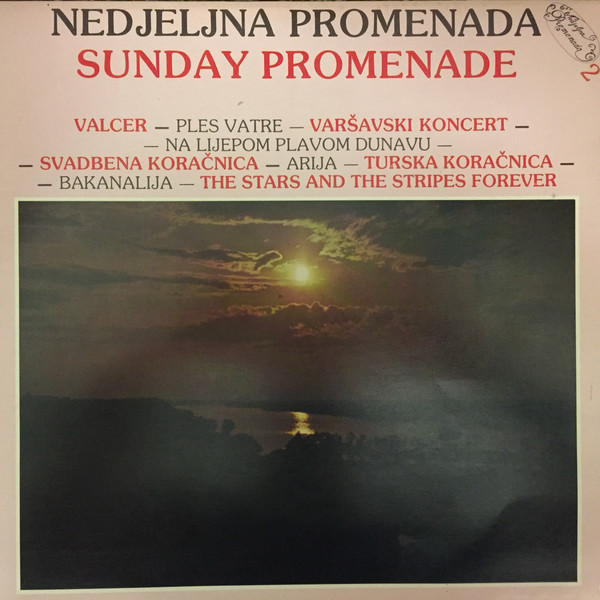 NEDJELJNA PROMENADA
SUNDAY PROMENADE
VALCER — PLES VATRE — VARŠAVSKI KONCERT —
— NA LIJEPOM PLAVOM DUNAVU —
— SVADBENA KORAČNICA — ARIJA — TURSKA KORAČNICA —
— BAKANALIJA — THE STARS AND THE STRIPES FOREVER
2